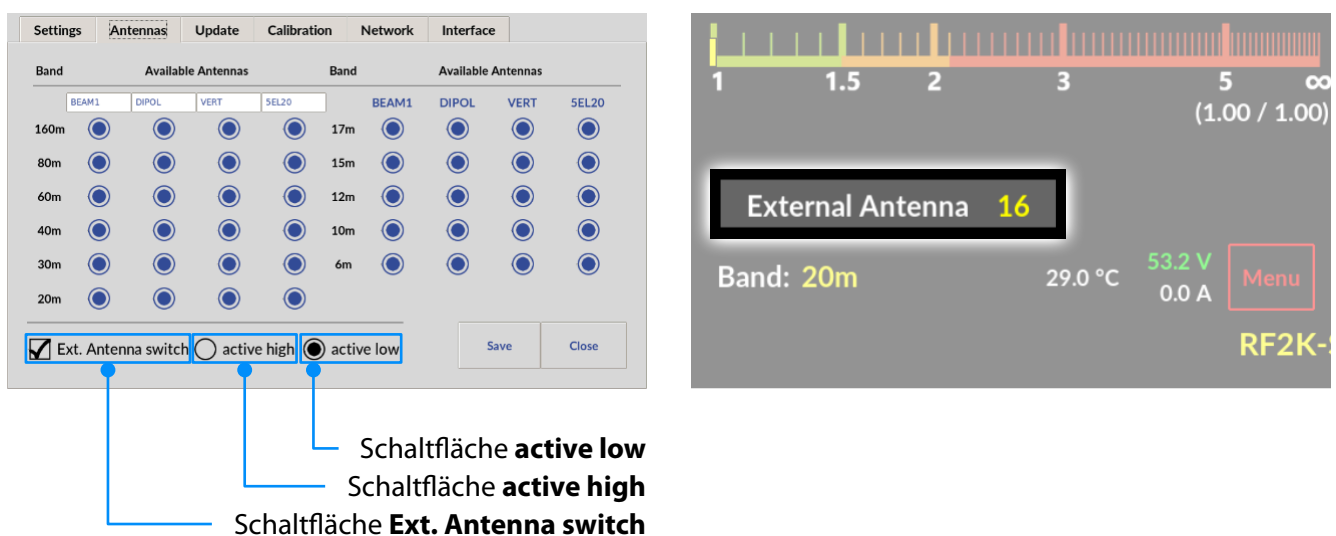 Settings Antennas Update Calibration Network Interface
Band Available Antennas Band Available Antennas
BEAM1 DIPOL VERT 5EL20 BEAM1 DIPOL VERT 5EL20
160m 17m
80m 15m
60m 12m
40m 10m
30m 6m
20m
Ext. Antenna switch active high active low Save Close
Schaltfläche active low
Schaltfläche active high
Schaltfläche Ext. Antenna switch
1 1.5 2 3 5 ∞
(1.00 / 1.00)
External Antenna 16
Band: 20m 29.0 °C 53.2 V
0.0 A Menu
RF2K-